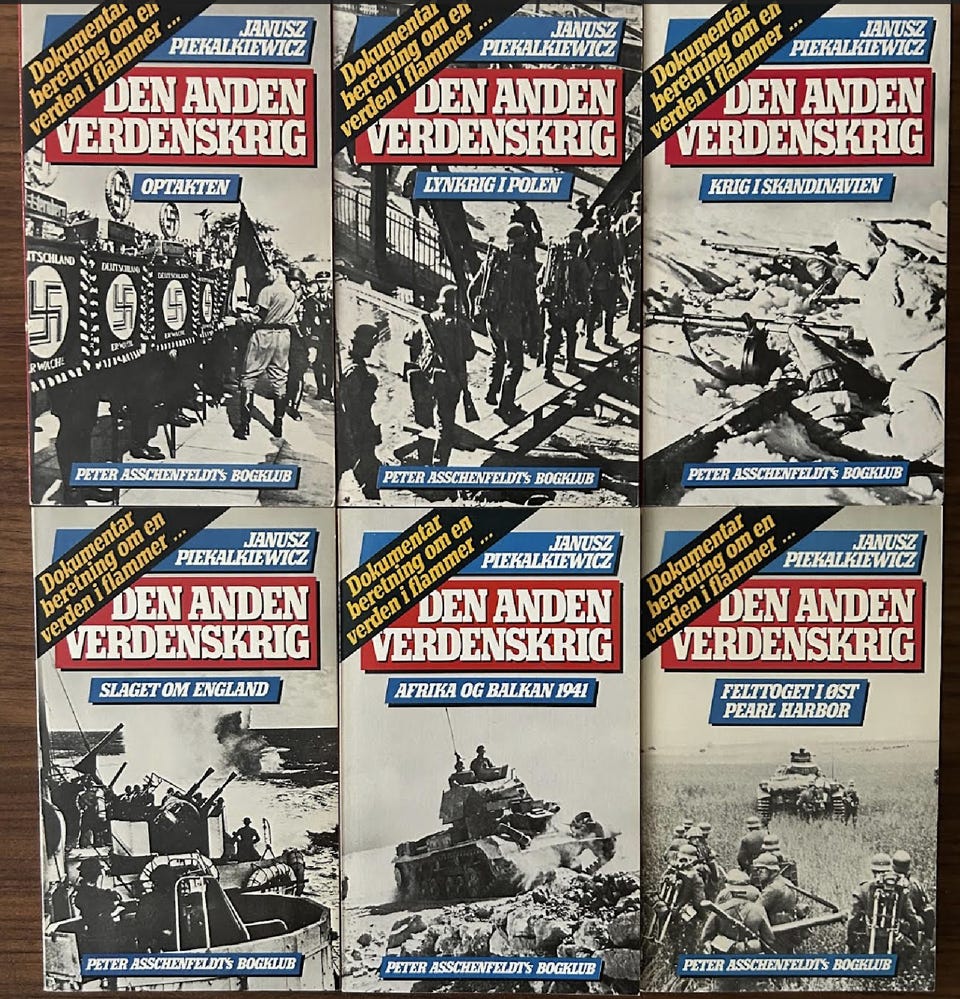 Dokumentar
beretning om en
verden i flammer ...
JANUSZ
PIEKALKIEWICZ
DEN ANDEN
VERDENSKRIG
OPTAKTEN
DEUTSCHLAND
DEUTSCHLAND
ERWACHE
ERWACHE
PETER ASSCHENFELDT's BOGKLUB
Dokumentar
beretning om en
verden i flammer ...
JANUSZ
PIEKALKIEWICZ
DEN ANDEN
VERDENSKRIG
LYNKRIG I POLEN
PETER ASSCHENFELDT's BOGKLUB
Dokumentar
beretning om en
verden i flammer ...
JANUSZ
PIEKALKIEWICZ
DEN ANDEN
VERDENSKRIG
KRIG I SKANDINAVIEN
PETER ASSCHENFELDT's BOGKLUB
Dokumentar
beretning om en
verden i flammer ...
JANUSZ
PIEKALKIEWICZ
DEN ANDEN
VERDENSKRIG
SLAGET OM ENGLAND
PETER ASSCHENFELDT's BOGKLUB
Dokumentar
beretning om en
verden i flammer ...
JANUSZ
PIEKALKIEWICZ
DEN ANDEN
VERDENSKRIG
AFRIKA OG BALKAN 1941
PETER ASSCHENFELDT's BOGKLUB
Dokumentar
beretning om en
verden i flammer ...
JANUSZ
PIEKALKIEWICZ
DEN ANDEN
VERDENSKRIG
FELTTOGET I ØST
PEARL HARBOR
PETER ASSCHENFELDT's BOGKLUB